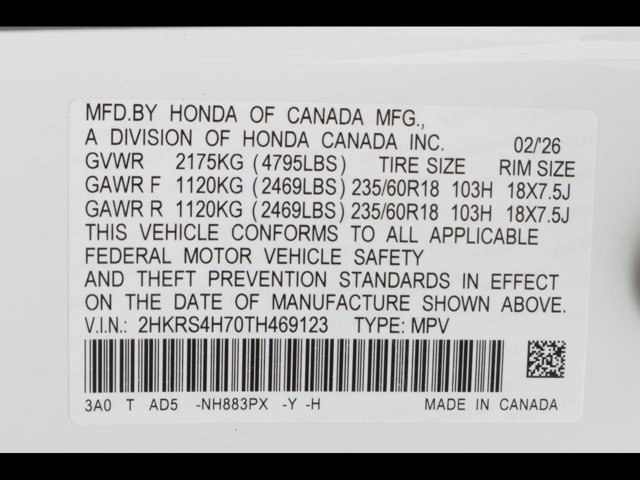 MFD.BY HONDA OF CANADA MFG.,
A DIVISION OF HONDA CANADA INC. 02/'26
GVWR 2175KG (4795LBS) TIRE SIZE RIM SIZE
GAWR F 1120KG (2469LBS) 235/60R18 103H 18X7.5J
GAWR R 1120KG (2469LBS) 235/60R18 103H 18X7.5J
THIS VEHICLE CONFORMS TO ALL APPLICABLE
FEDERAL MOTOR VEHICLE SAFETY
AND THEFT PREVENTION STANDARDS IN EFFECT
ON THE DATE OF MANUFACTURE SHOWN ABOVE.
V.I.N.: 2HKRS4H70TH469123 TYPE: MPV
3A0 T AD5 -NH883PX -Y -H MADE IN CANADA